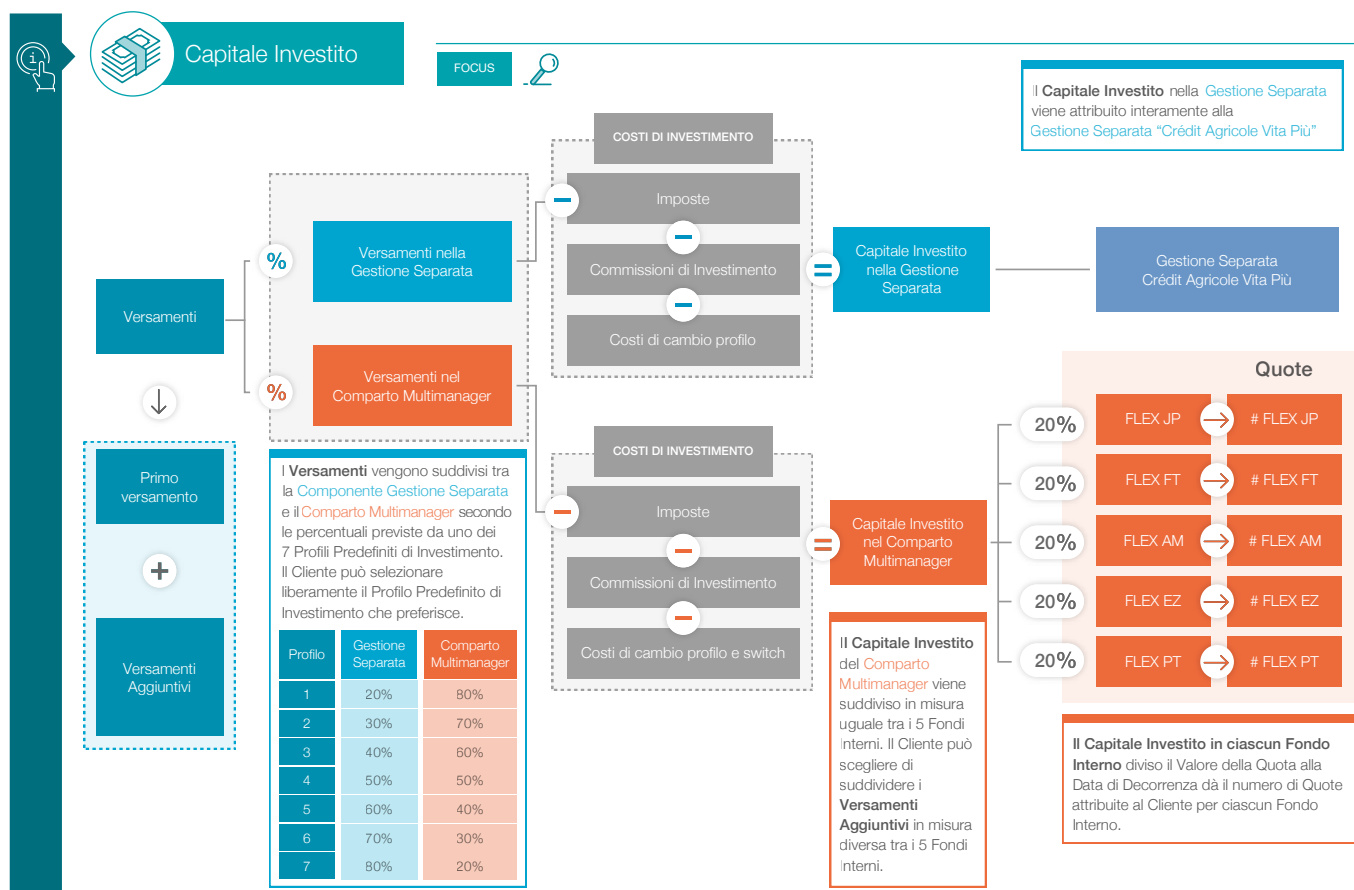 Capitale Investito
FOCUS
Il Capitale Investito nella Gestione Separata
viene attribuito interamente alla
Gestione Separata “Crédit Agricole Vita Più”
Versamenti
Primo
versamento
+
Versamenti
Aggiuntivi
%
Versamenti nella
Gestione Separata
%
Versamenti nel
Comparto Multimanager
COSTI DI INVESTIMENTO
−
Imposte
−
Commissioni di Investimento
−
Costi di cambio profilo
=
Capitale Investito
nella Gestione
Separata
Gestione Separata
Crédit Agricole Vita Più
COSTI DI INVESTIMENTO
−
Imposte
−
Commissioni di Investimento
−
Costi di cambio profilo e switch
=
Capitale Investito
nel Comparto
Multimanager
Quote
20% FLEX JP # FLEX JP
20% FLEX FT # FLEX FT
20% FLEX AM # FLEX AM
20% FLEX EZ # FLEX EZ
20% FLEX PT # FLEX PT
I Versamenti vengono suddivisi tra
la Componente Gestione Separata
e il Comparto Multimanager secondo
le percentuali previste da uno dei
7 Profili Predefiniti di Investimento.
Il Cliente può selezionare
liberamente il Profilo Predefinito di
Investimento che preferisce.
Profilo Gestione Separata Comparto Multimanager
1 20% 80%
2 30% 70%
3 40% 60%
4 50% 50%
5 60% 40%
6 70% 30%
7 80% 20%
Il Capitale Investito
del Comparto
Multimanager viene
suddiviso in misura
uguale tra i 5 Fondi
Interni. Il Cliente può
scegliere di
suddividere i
Versamenti
Aggiuntivi in misura
diversa tra i 5 Fondi
Interni.
Il Capitale Investito in ciascun Fondo
Interno diviso il Valore della Quota alla
Data di Decorrenza dà il numero di Quote
attribuite al Cliente per ciascun Fondo
Interno.